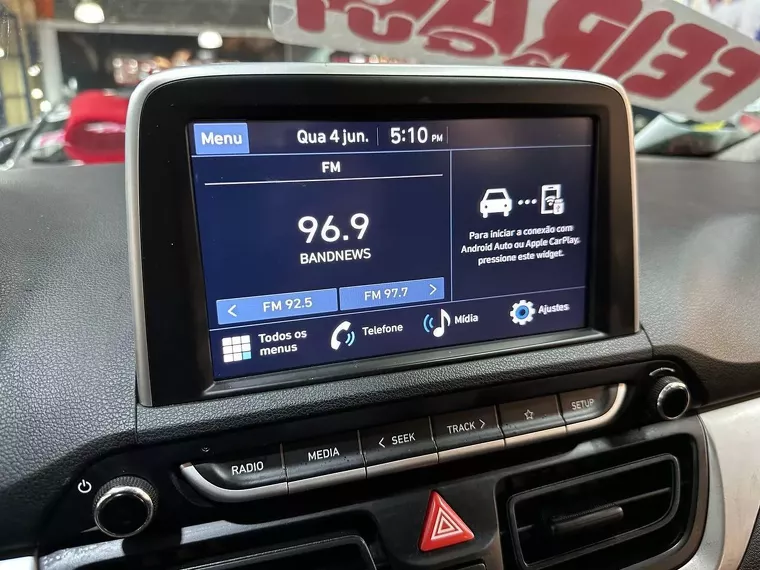 FEIRÃO
Menu Qua 4 jun. 5:10 PM
FM
96.9
BANDNEWS
< FM 92.5 FM 97.7 >
Para iniciar a conexão com
Android Auto ou Apple CarPlay,
pressione este widget.
Todos os
menus
Telefone
Mídia
Ajustes
RADIO MEDIA < SEEK TRACK > ☆ SETUP